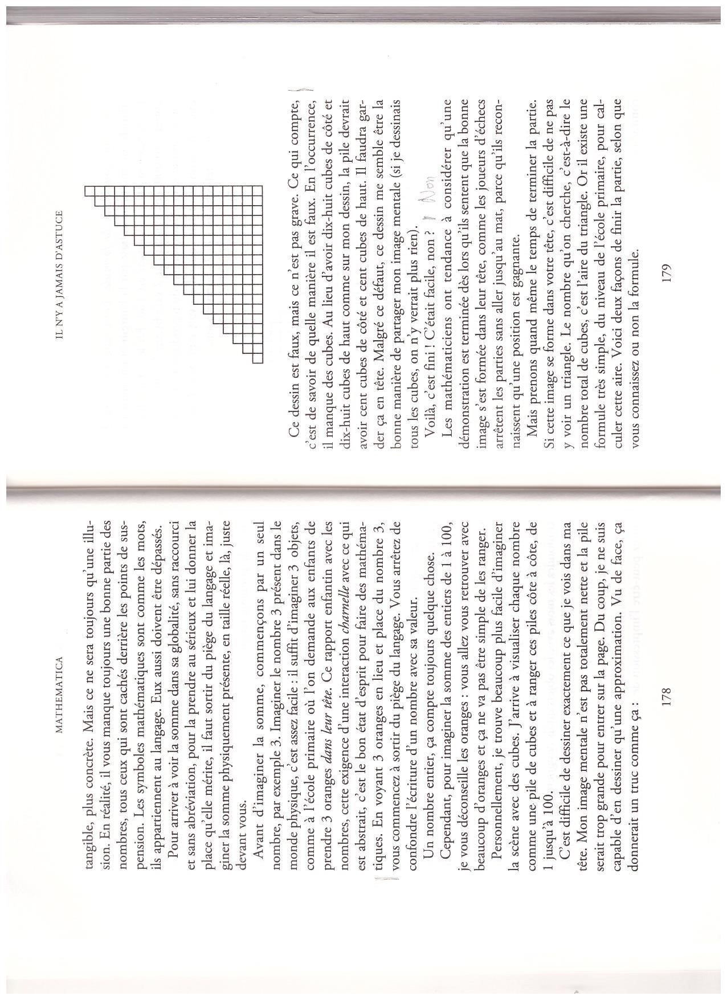 MATHEMATICA
tangible, plus concrète. Mais ce ne sera toujours qu'une illu-
sion. En réalité, il vous manque toujours une bonne partie des
nombres, tous ceux qui sont cachés derrière les points de sus-
pension. Les symboles mathématiques sont comme les mots,
ils appartiennent au langage. Eux aussi doivent être dépassés.
Pour arriver à voir la somme dans sa globalité, sans raccourci
et sans abréviation, pour la prendre au sérieux et lui donner la
place qu'elle mérite, il faut sortir du piège du langage et ima-
giner la somme physiquement présente, en taille réelle, là, juste
devant vous.
Avant d'imaginer la somme, commençons par un seul
nombre, par exemple 3. Imaginer le nombre 3 présent dans le
monde physique, c'est assez facile : il suffit d'imaginer 3 objets,
comme à l'école primaire où l'on demande aux enfants de
prendre 3 oranges dans leur tête. Ce rapport enfantin avec les
nombres, cette exigence d'une interaction charnelle avec ce qui
est abstrait, c'est le bon état d'esprit pour faire des mathéma-
tiques. En voyant 3 oranges en lieu et place du nombre 3,
vous commencez à sortir du piège du langage. Vous arrêtez de
confondre l'écriture d'un nombre avec sa valeur.
Un nombre entier, ça compte toujours quelque chose.
Cependant, pour imaginer la somme des entiers de 1 à 100,
je vous déconseille les oranges : vous allez vous retrouver avec
beaucoup d'oranges et ça ne va pas être simple de les ranger.
Personnellement, je trouve beaucoup plus facile d'imaginer
la scène avec des cubes. J'arrive à visualiser chaque nombre
comme une pile de cubes et à ranger ces piles côte à côte, de
1 jusqu'à 100.
C'est difficile de dessiner exactement ce que je vois dans ma
tête. Mon image mentale n'est pas totalement nette et la pile
serait trop grande pour entrer sur la page. Du coup, je ne suis
capable d'en dessiner qu'une approximation. Vu de face, ça
donnerait un truc comme ça :
178
IL N'Y A JAMAIS D'ASTUCE
Ce dessin est faux, mais ce n'est pas grave. Ce qui compte,
c'est de savoir de quelle manière il est faux. En l'occurrence,
il manque des cubes. Au lieu d'avoir dix-huit cubes de côté et
dix-huit cubes de haut comme sur mon dessin, la pile devrait
avoir cent cubes de côté et cent cubes de haut. Il faudra gar-
der ça en tête. Malgré ce défaut, ce dessin me semble être la
bonne manière de partager mon image mentale (si je dessinais
tous les cubes, on n'y verrait plus rien).
Voilà, c'est fini ! C'était facile, non ? Non
Les mathématiciens ont tendance à considérer qu'une
démonstration est terminée dès lors qu'ils sentent que la bonne
image s'est formée dans leur tête, comme les joueurs d'échecs
arrêtent les parties sans aller jusqu'au mat, parce qu'ils recon-
naissent qu'une position est gagnante.
Mais prenons quand même le temps de terminer la partie.
Si cette image se forme dans votre tête, c'est difficile de ne pas
y voir un triangle. Le nombre qu'on cherche, c'est-à-dire le
nombre total de cubes, c'est l'aire du triangle. Or il existe une
formule très simple, du niveau de l'école primaire, pour cal-
culer cette aire. Voici deux façons de finir la partie, selon que
vous connaissez ou non la formule.
179